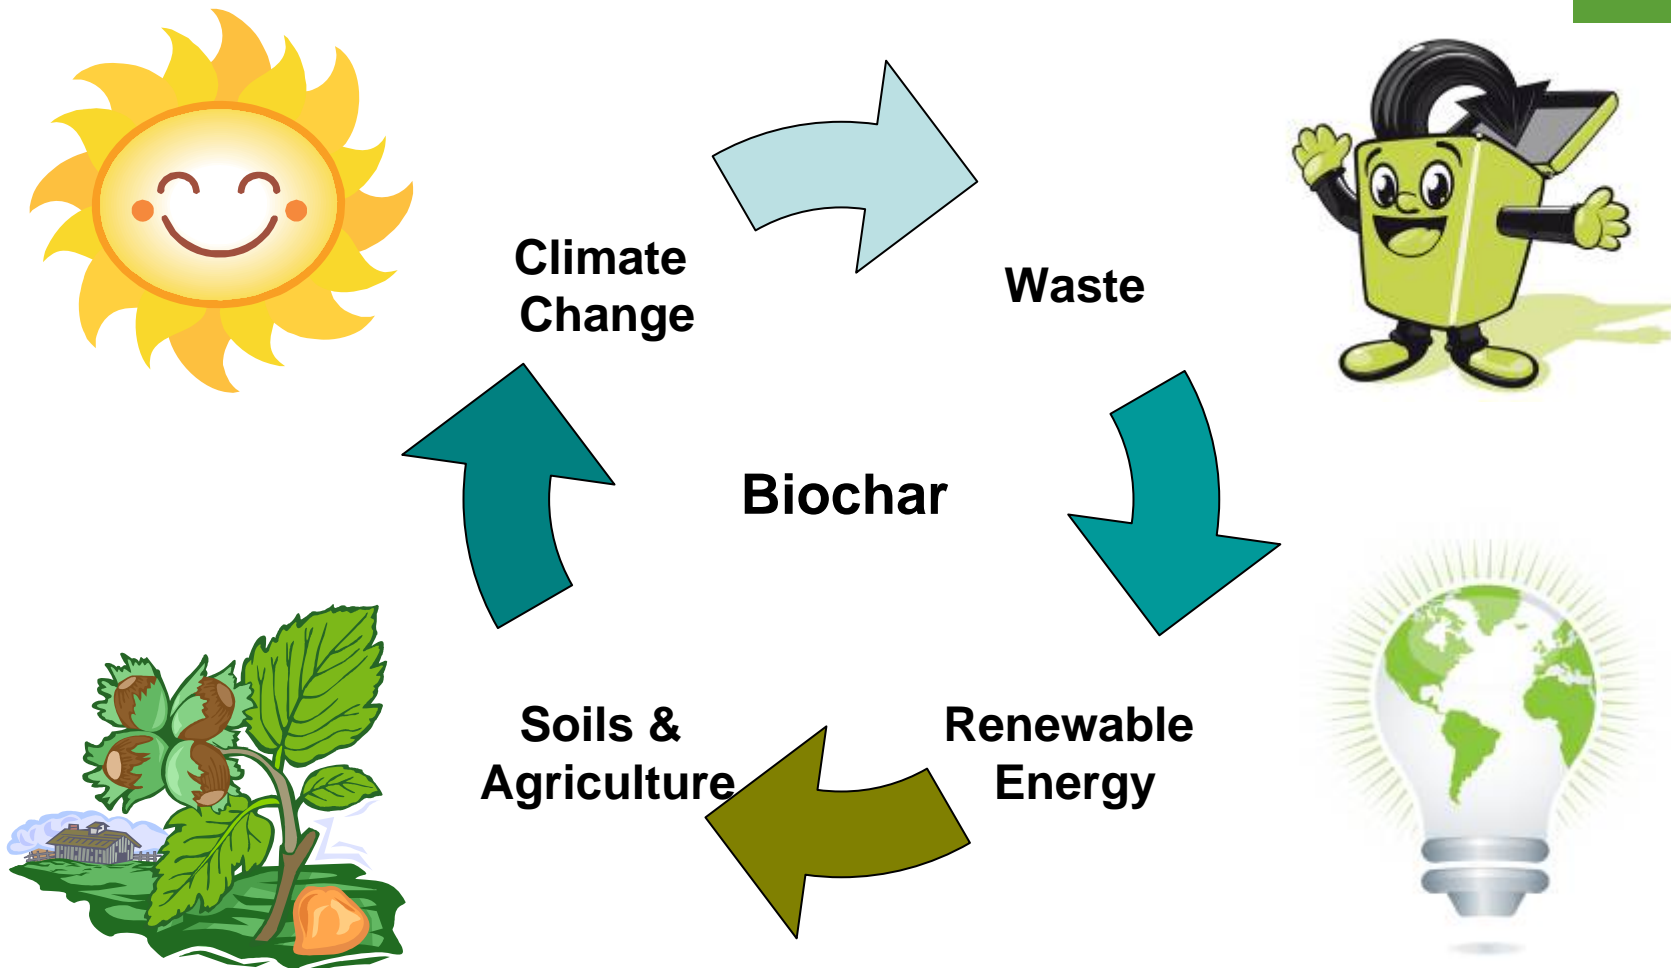 Climate
Change
Waste
Biochar
Soils &
Agriculture
Renewable
Energy